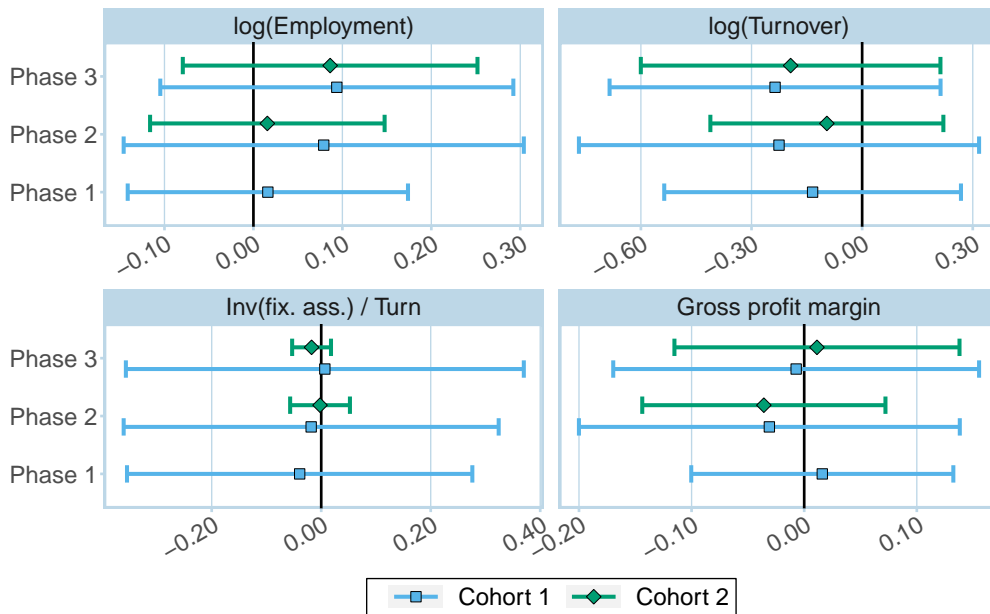 log(Employment)
log(Turnover)
Phase 3
Phase 2
Phase 1
−0.10
0.00
0.10
0.20
0.30
−0.60
−0.30
0.00
0.30
Inv(fix. ass.) / Turn
Gross profit margin
Phase 3
Phase 2
Phase 1
−0.20
0.00
0.20
0.40
−0.20
−0.10
0.00
0.10
Cohort 1
Cohort 2